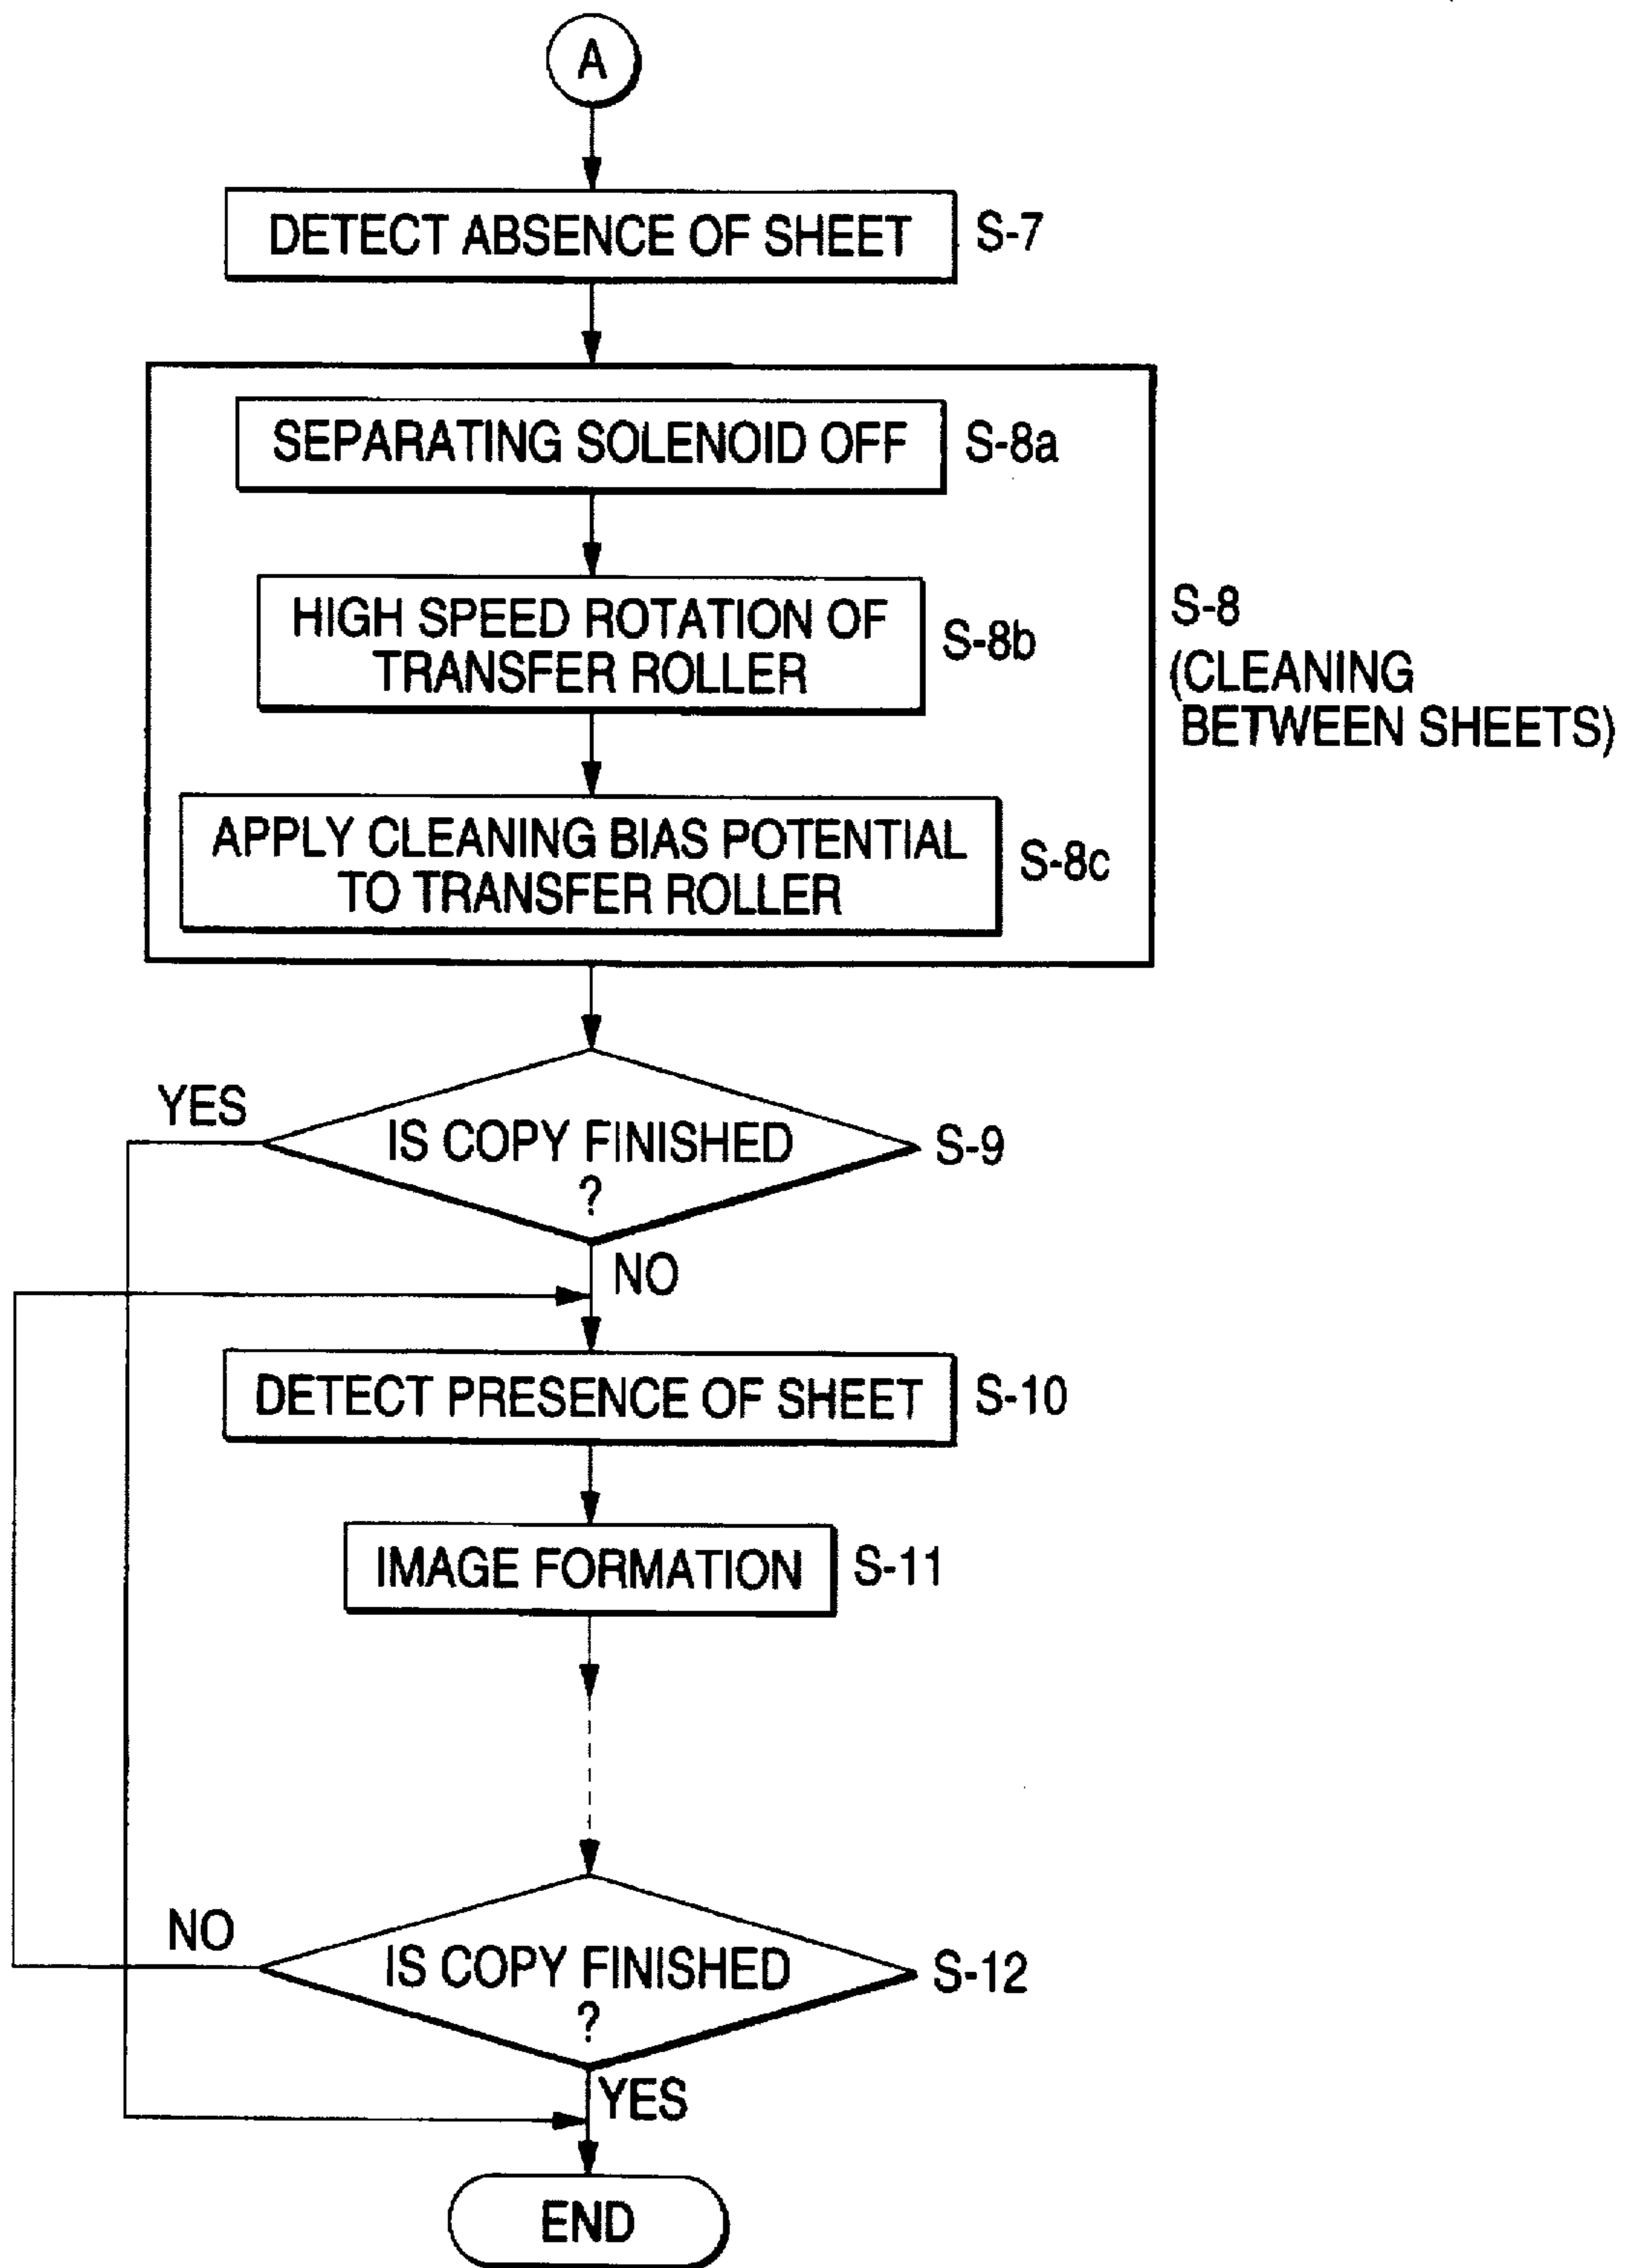 A
DETECT ABSENCE OF SHEET
S-7
SEPARATING SOLENOID OFF
S-8a
HIGH SPEED ROTATION OF
TRANSFER ROLLER
S-8b
S-8
(CLEANING
BETWEEN SHEETS)
APPLY CLEANING BIAS POTENTIAL
TO TRANSFER ROLLER
S-8c
YES
IS COPY FINISHED
?
S-9
NO
DETECT PRESENCE OF SHEET
S-10
IMAGE FORMATION
S-11
NO
IS COPY FINISHED
?
S-12
YES
END